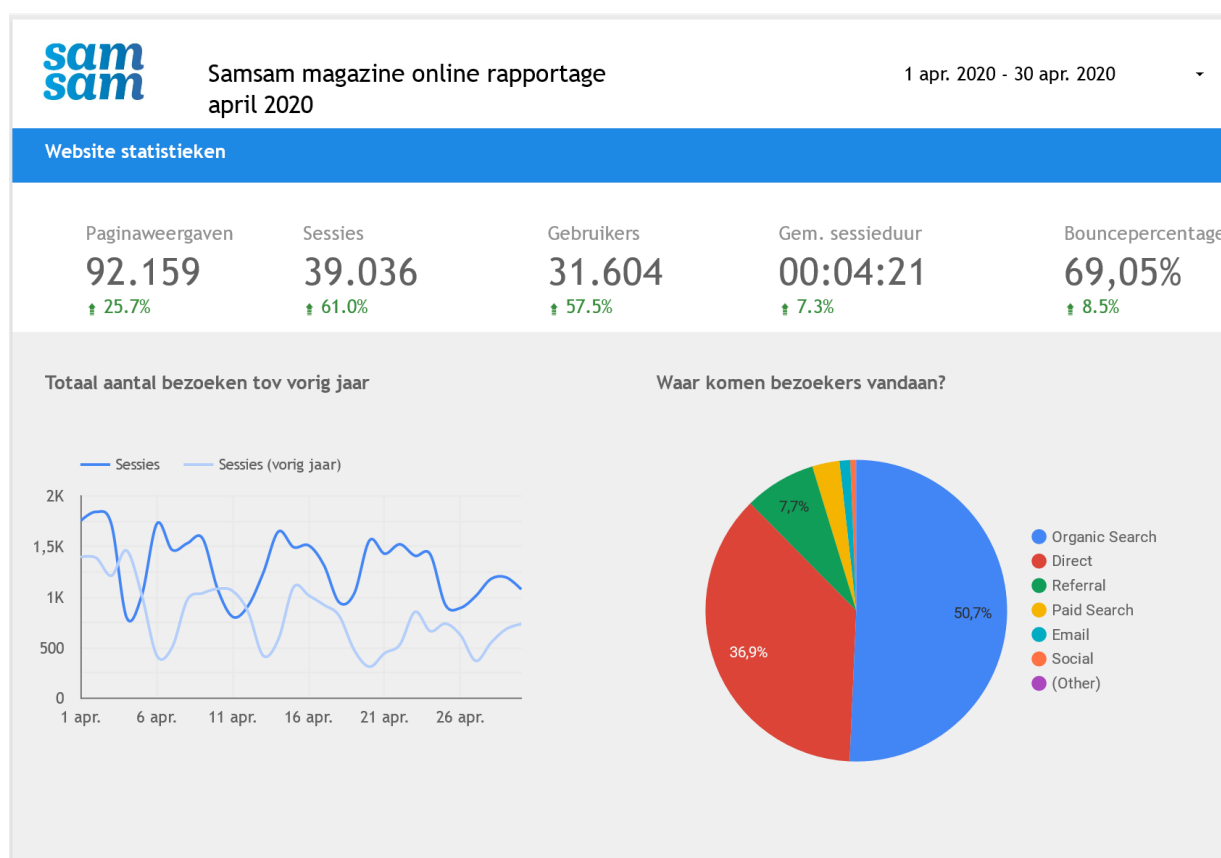 sam
sam
Samsam magazine online rapportage
april 2020
1 apr. 2020 - 30 apr. 2020
Website statistieken
Paginaweergaven
92.159
25.7%
Sessies
39.036
61.0%
Gebruikers
31.604
57.5%
Gem. sessieduur
00:04:21
7.3%
Bouncepercentage
69,05%
8.5%
Totaal aantal bezoeken tov vorig jaar
Sessies
Sessies (vorig jaar)
2K
1,5K
1K
500
0
1 apr.
6 apr.
11 apr.
16 apr.
21 apr.
26 apr.
Waar komen bezoekers vandaan?
7,7%
50,7%
36,9%
Organic Search
Direct
Referral
Paid Search
Email
Social
(Other)